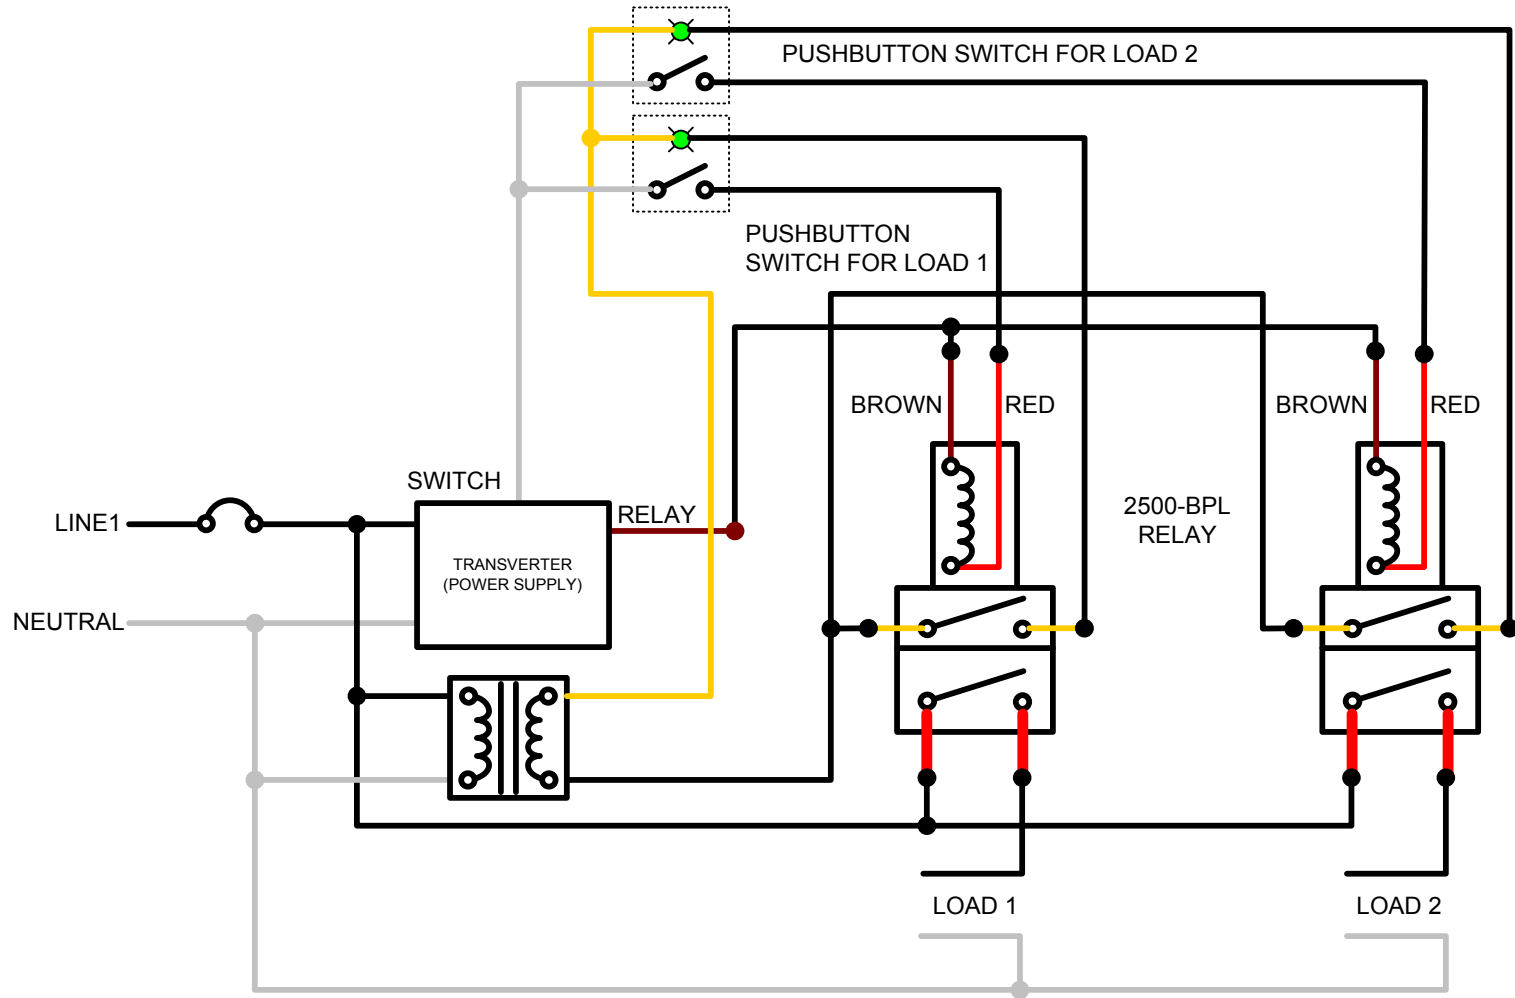 PUSHBUTTON SWITCH FOR LOAD 2
PUSHBUTTON
SWITCH FOR LOAD 1
BROWN
RED
BROWN
RED
SWITCH
LINE1
RELAY
2500-BPL
RELAY
TRANSVERTER
(POWER SUPPLY)
NEUTRAL
LOAD 1
LOAD 2